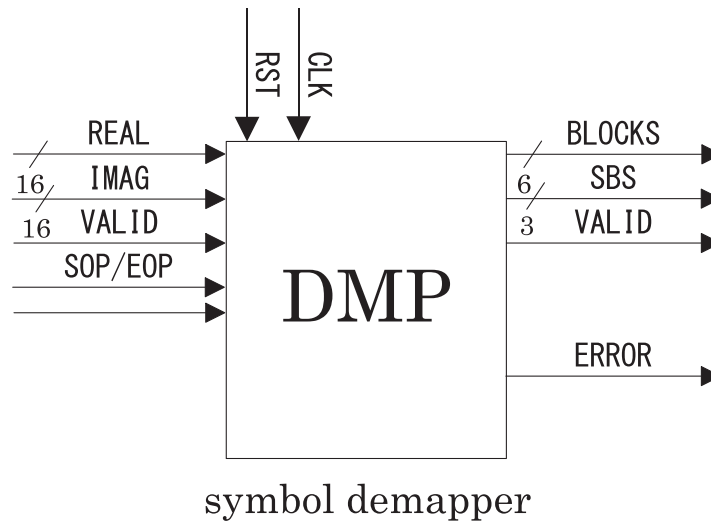 RST
CLK
REAL
16
IMAG
16
VALID
SOP/EOP
DMP
BLOCKS
6
SBS
3
VALID
ERROR
symbol demapper